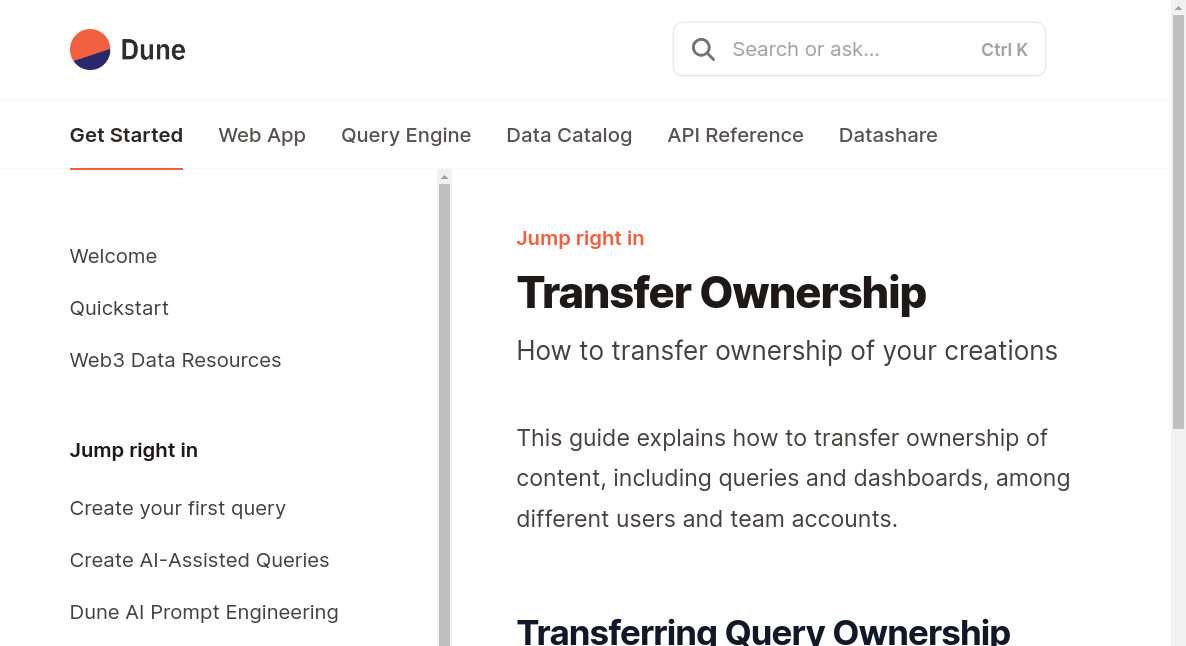 Dune
Search or ask...
Ctrl K
Get Started
Web App
Query Engine
Data Catalog
API Reference
Datashare
Welcome
Quickstart
Web3 Data Resources
Jump right in
Create your first query
Create AI-Assisted Queries
Dune AI Prompt Engineering
Jump right in
Transfer Ownership
How to transfer ownership of your creations
This guide explains how to transfer ownership of
content, including queries and dashboards, among
different users and team accounts.
Transferring Query Ownership